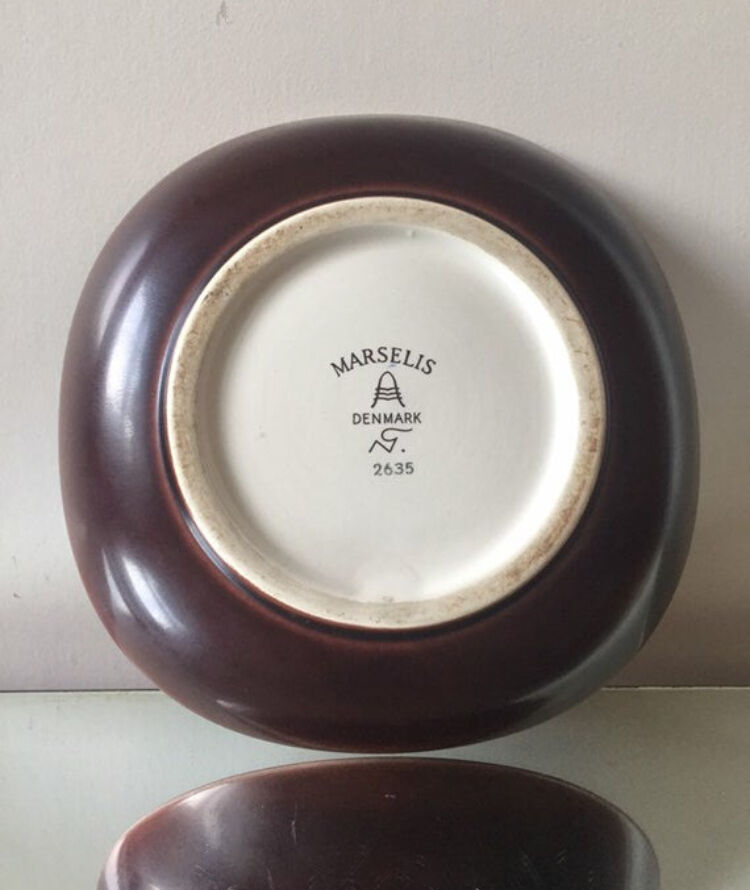 MARSELIS
DENMARK
N.
2635